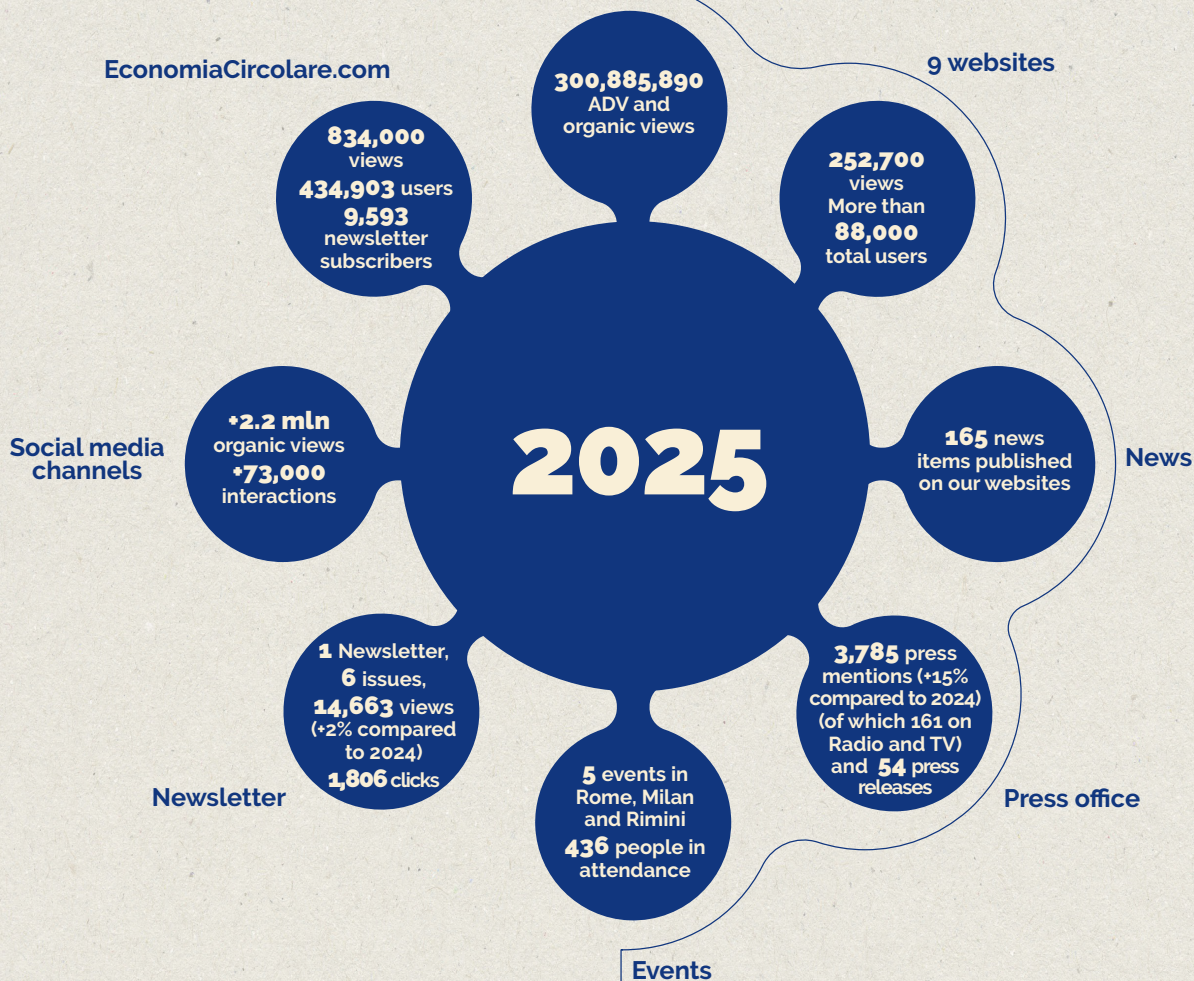 300,885,890
ADV and
organic views
9 websites
252,700
views
More than
88,000
total users
News
165 news
items published
on our websites
Press office
3,785 press
mentions (+15%
compared to 2024)
(of which 161 on
Radio and TV)
and 54 press
releases
Events
5 events in
Rome, Milan
and Rimini
436 people in
attendance
Newsletter
1 Newsletter,
6 issues,
14,663 views
(+2% compared
to 2024)
1,806 clicks
Social media
channels
+2.2 mln
organic views
+73,000
interactions
EconomiaCircolare.com
834,000
views
434,903 users
9,593
newsletter
subscribers
2025